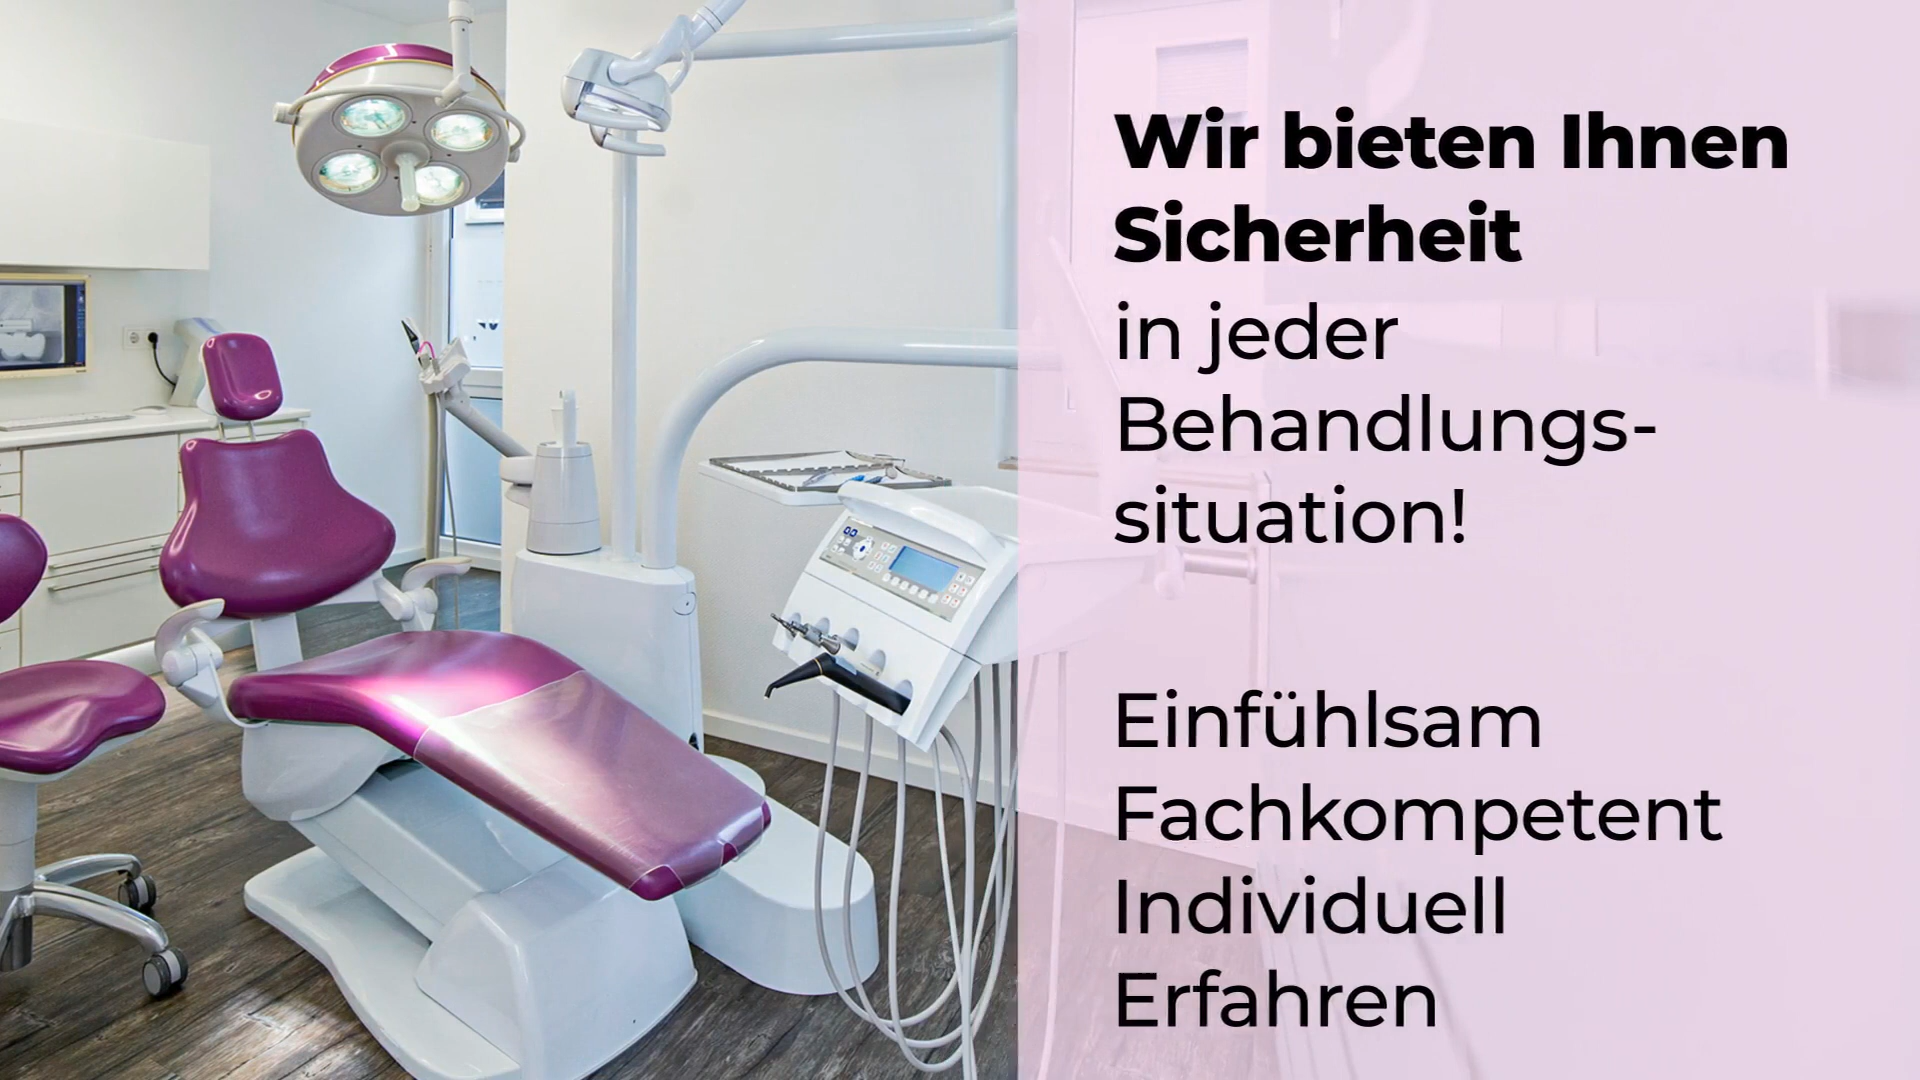 Wir bieten Ihnen
Sicherheit
in jeder
Behandlungs-
situation!
Einfühlsam
Fachkompetent
Individuell
Erfahren